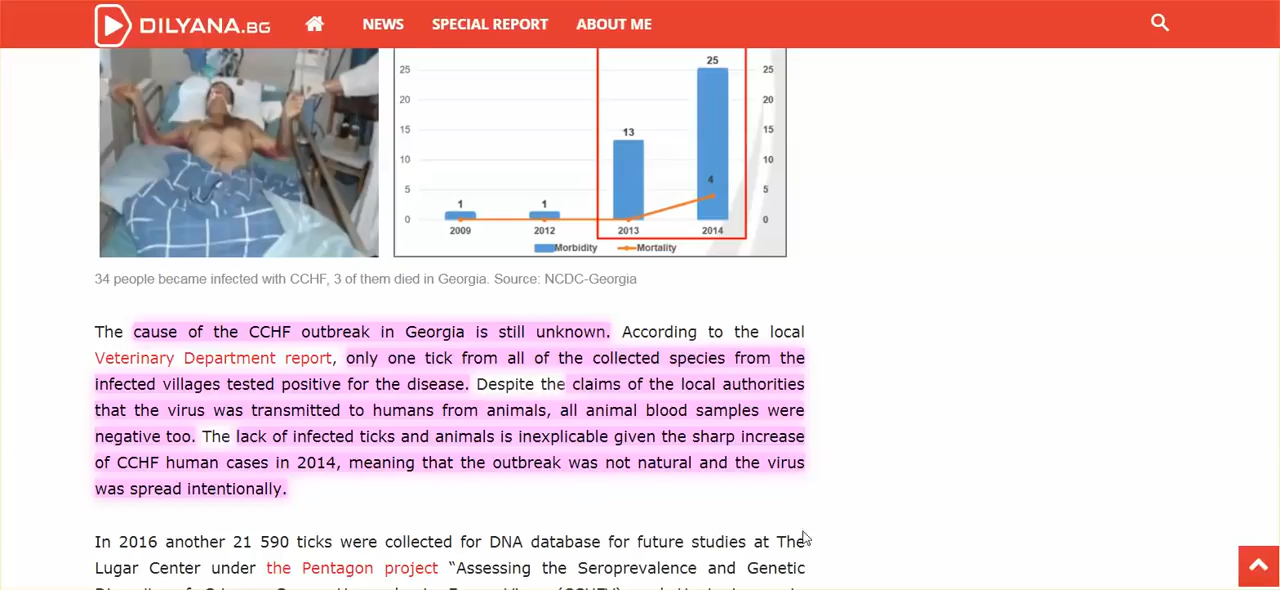 DILYANA.BG NEWS SPECIAL REPORT ABOUT ME
25 25 25
20 20
15 13 15
10 10
5 4 5
0 1 1 0
2009 2012 2013 2014
Morbidity Mortality
34 people became infected with CCHF, 3 of them died in Georgia. Source: NCDC-Georgia
The cause of the CCHF outbreak in Georgia is still unknown. According to the local
Veterinary Department report, only one tick from all of the collected species from the
infected villages tested positive for the disease. Despite the claims of the local authorities
that the virus was transmitted to humans from animals, all animal blood samples were
negative too. The lack of infected ticks and animals is inexplicable given the sharp increase
of CCHF human cases in 2014, meaning that the outbreak was not natural and the virus
was spread intentionally.
In 2016 another 21 590 ticks were collected for DNA database for future studies at The
Lugar Center under the Pentagon project “Assessing the Seroprevalence and Genetic